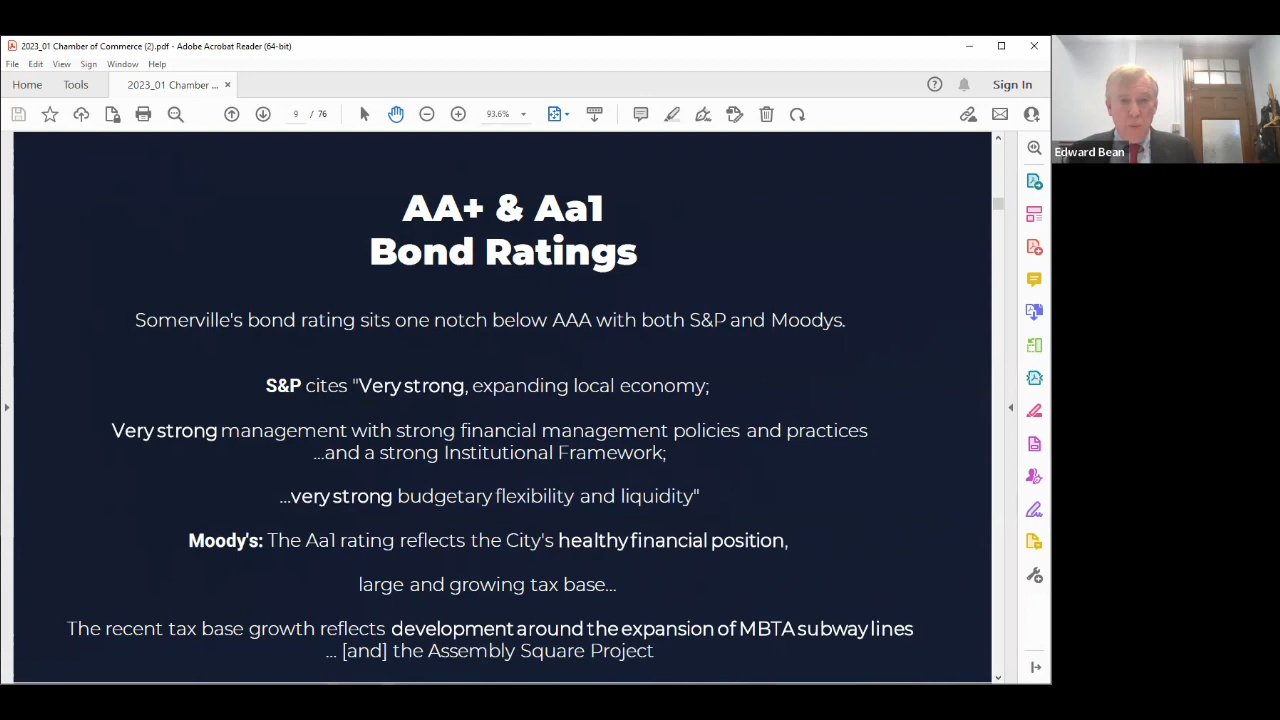 2023_01 Chamber of Commerce (2).pdf - Adobe Acrobat Reader (64-bit)
File Edit View Sign Window Help
Home Tools 2023_01 Chamber ... × Sign In
9 / 76 93.6%
AA+ & Aa1
Bond Ratings
Somerville's bond rating sits one notch below AAA with both S&P and Moodys.
S&P cites "Very strong, expanding local economy;
Very strong management with strong financial management policies and practices
...and a strong Institutional Framework;
...very strong budgetary flexibility and liquidity"
Moody's: The Aa1 rating reflects the City's healthy financial position,
large and growing tax base...
The recent tax base growth reflects development around the expansion of MBTA subway lines
... [and] the Assembly Square Project
Edward Bean